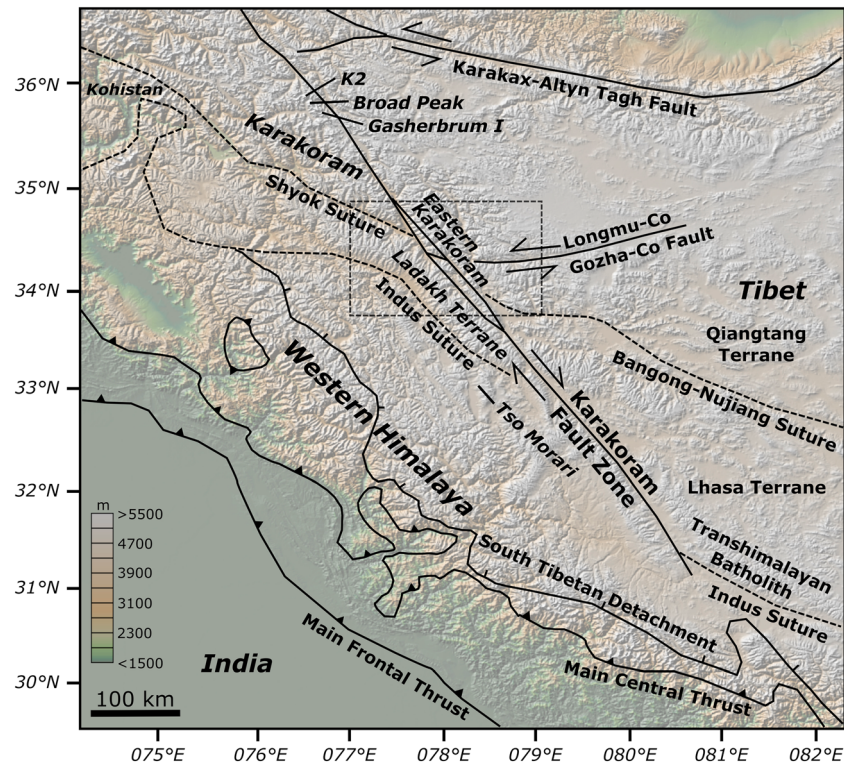 36°N
35°N
34°N
33°N
32°N
31°N
30°N
Kohistan
K2
Broad Peak
Gasherbrum I
Karakax-Altyn Tagh Fault
Karakoram
Shyok Suture
Eastern
Karakoram
Longmu-Co
Gozha-Co Fault
Ladakh Terrane
Indus Suture
Tibet
Qiangtang
Terrane
Bangong-Nujiang Suture
Western Himalaya
Tso Morari
Karakoram
Fault Zone
Lhasa Terrane
Transhimalayan
Batholith
Indus Suture
South Tibetan Detachment
Main Central Thrust
Main Frontal Thrust
India
m
>5500
4700
3900
3100
2300
<1500
100 km
075°E
076°E
077°E
078°E
079°E
080°E
081°E
082°E